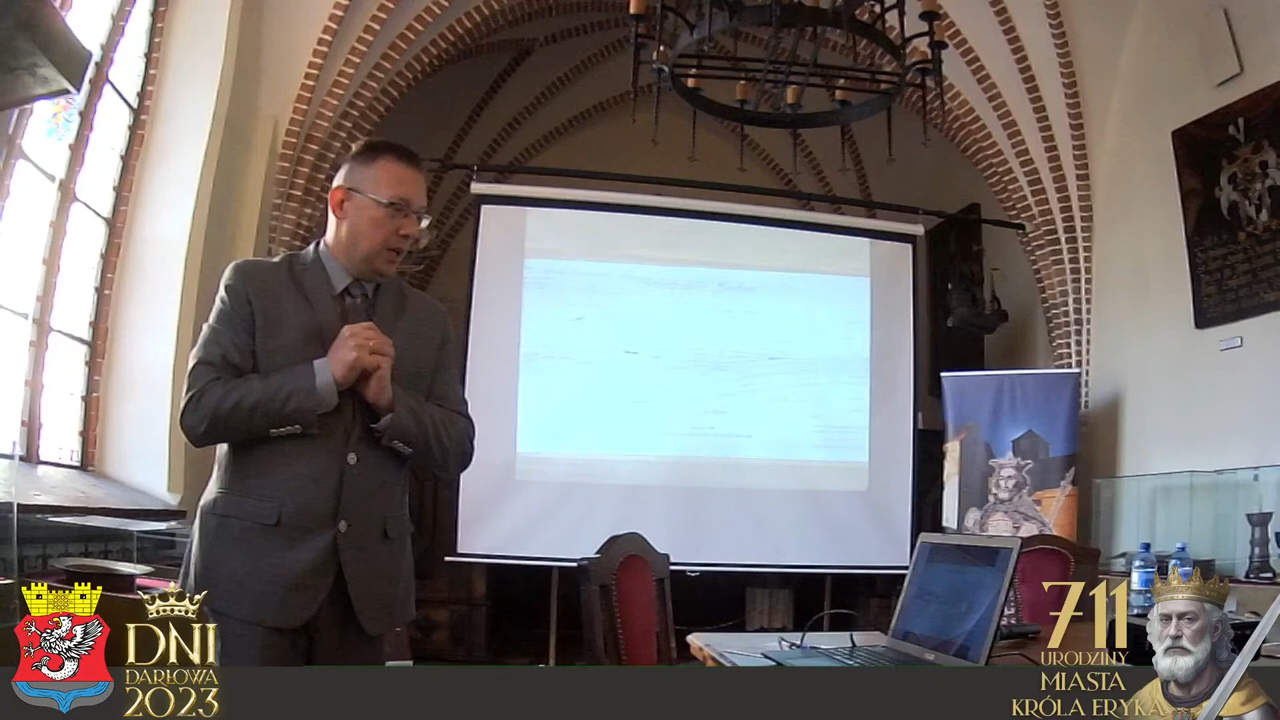 DNI
DARŁOWA
2023
711
URODZINY
MIASTA
KRÓLA ERYKA